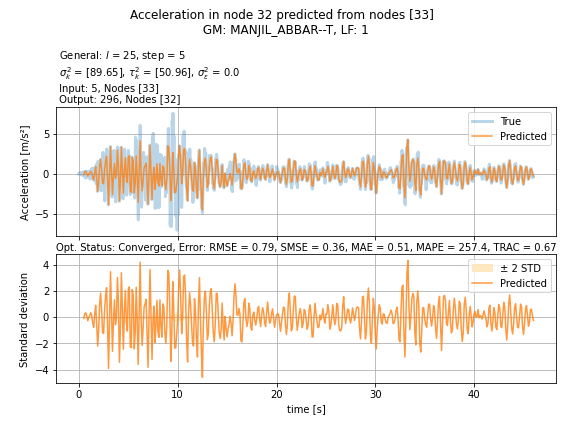 Acceleration in node 32 predicted from nodes [33]
GM: MANJIL_ABBAR--T, LF: 1
General: l = 25, step = 5
σ²ₖ = [89.65], τ²ₖ = [50.96], σ²ε = 0.0
Input: 5, Nodes [33]
Output: 296, Nodes [32]
Acceleration [m/s²]
5
0
−5
True
Predicted
Opt. Status: Converged, Error: RMSE = 0.79, SMSE = 0.36, MAE = 0.51, MAPE = 257.4, TRAC = 0.67
Standard deviation
4
2
0
−2
−4
± 2 STD
Predicted
0 10 20 30 40
time [s]